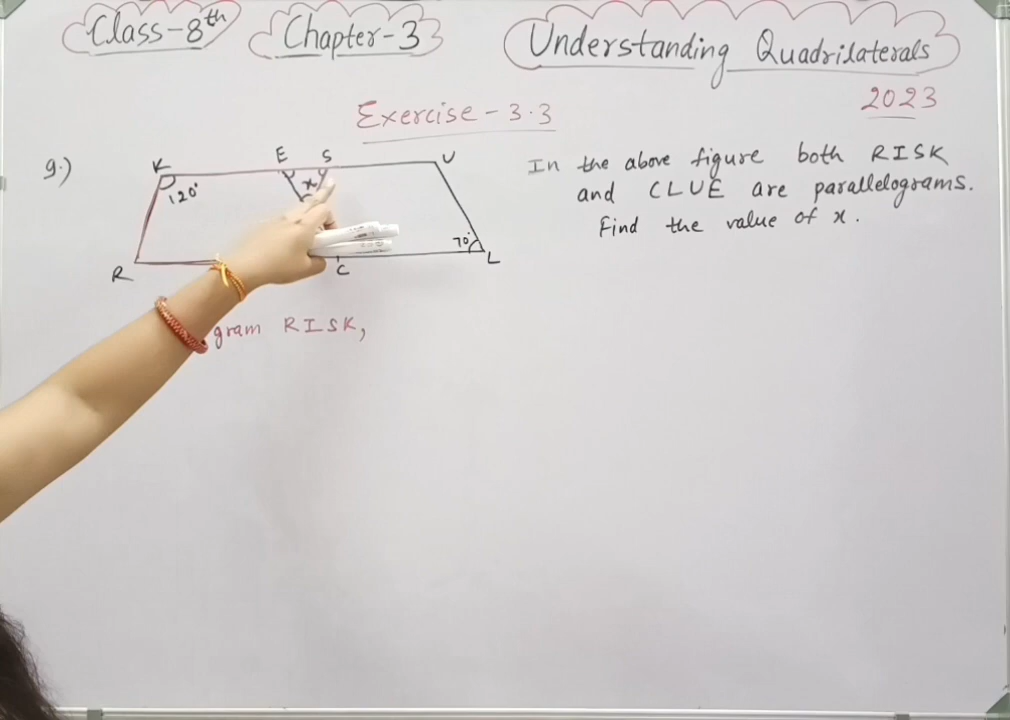 Class-8th Chapter-3 Understanding Quadrilaterals
2023
Exercise-3.3
9.) In the above figure both RISK
and CLUE are parallelograms.
Find the value of x.
K E S U
120° x
70°
R C L
gram RISK,